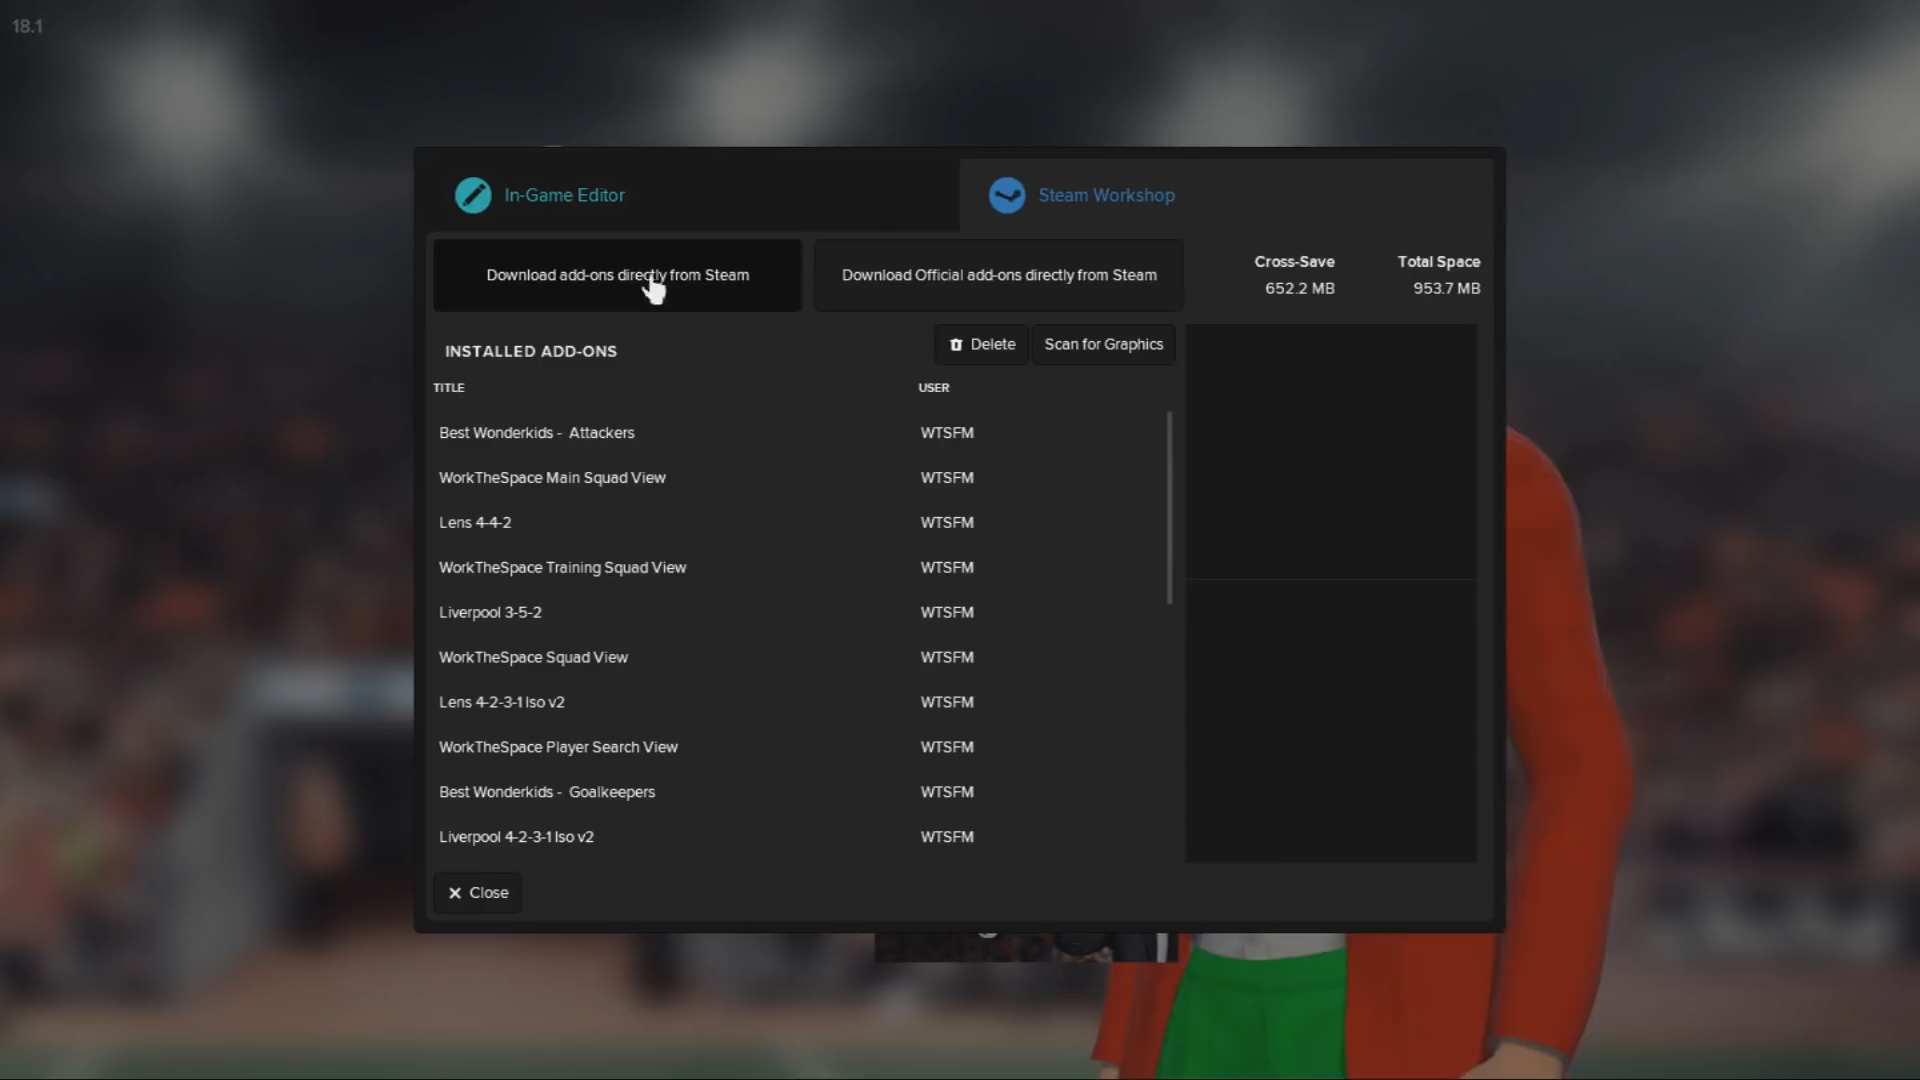 18.1
In-Game Editor
Steam Workshop
Download add-ons directly from Steam
Download Official add-ons directly from Steam
Cross-Save
652.2 MB
Total Space
953.7 MB
INSTALLED ADD-ONS
Delete
Scan for Graphics
TITLE USER
Best Wonderkids - Attackers WTSFM
WorkTheSpace Main Squad View WTSFM
Lens 4-4-2 WTSFM
WorkTheSpace Training Squad View WTSFM
Liverpool 3-5-2 WTSFM
WorkTheSpace Squad View WTSFM
Lens 4-2-3-1 Iso v2 WTSFM
WorkTheSpace Player Search View WTSFM
Best Wonderkids - Goalkeepers WTSFM
Liverpool 4-2-3-1 Iso v2 WTSFM
Close